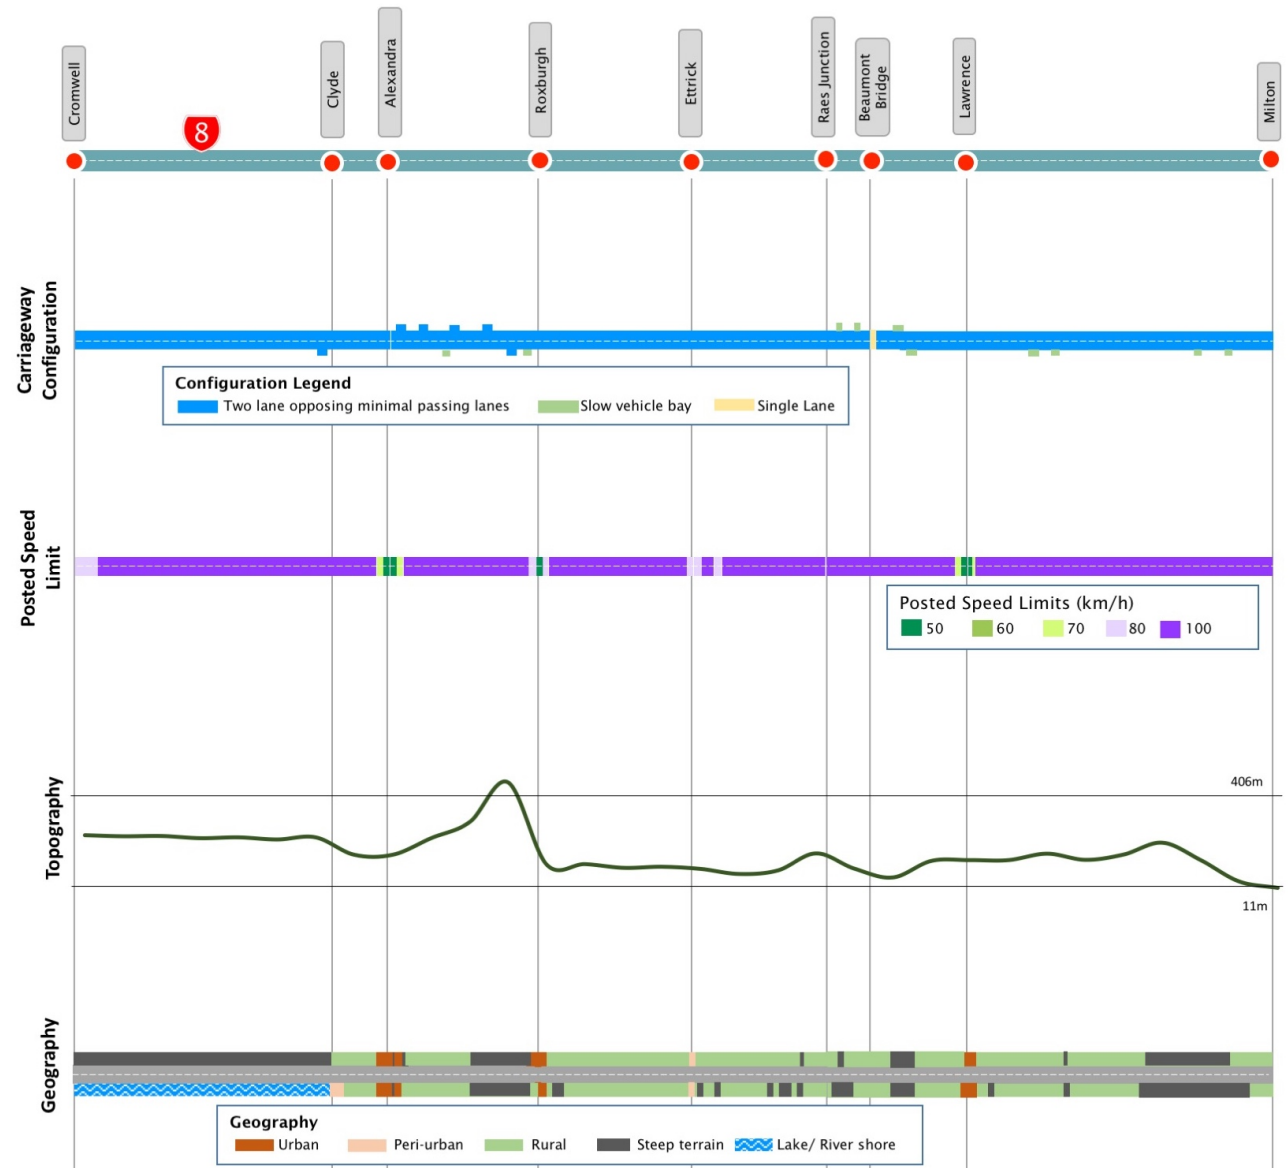 Cromwell
Clyde
Alexandra
Roxburgh
Ettrick
Raes Junction
Beaumont
Bridge
Lawrence
Milton
8
Carriageway
Configuration
Configuration Legend
Two lane opposing minimal passing lanes
Slow vehicle bay
Single Lane
Posted Speed
Limit
Posted Speed Limits (km/h)
50
60
70
80
100
Topography
406m
11m
Geography
Geography
Urban
Peri-urban
Rural
Steep terrain
Lake/ River shore